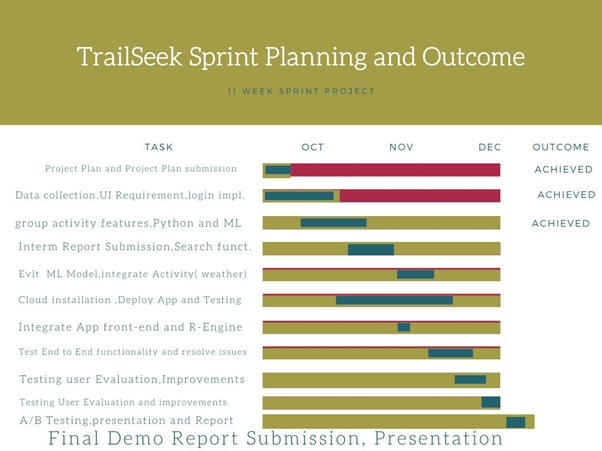 TrailSeek Sprint Planning and Outcome
11 WEEK SPRINT PROJECT
TASK OCT NOV DEC OUTCOME
Project Plan and Project Plan submission ACHIEVED
Data collection,UI Requirement,login impl. ACHIEVED
group activity features,Python and ML ACHIEVED
Interm Report Submission,Search funct.
Evlt ML Model,integrate Activity( weather)
Cloud installation ,Deploy App and Testing
Integrate App front-end and R-Engine
Test End to End functionality and resolve issues
Testing user Evaluation,Improvements
Testing User Evaluation and improvements
A/B Testing,presentation and Report
Final Demo Report Submission, Presentation